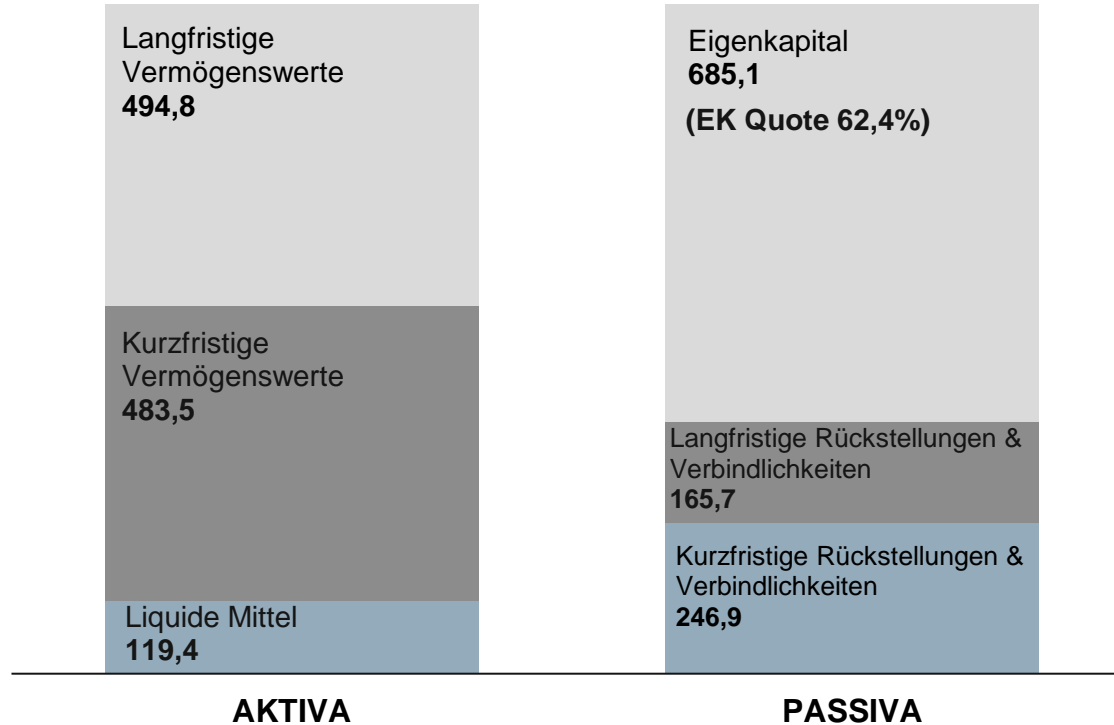 Langfristige
Vermögenswerte
494,8
Kurzfristige
Vermögenswerte
483,5
Liquide Mittel
119,4
AKTIVA
Eigenkapital
685,1
(EK Quote 62,4%)
Langfristige Rückstellungen &
Verbindlichkeiten
165,7
Kurzfristige Rückstellungen &
Verbindlichkeiten
246,9
PASSIVA